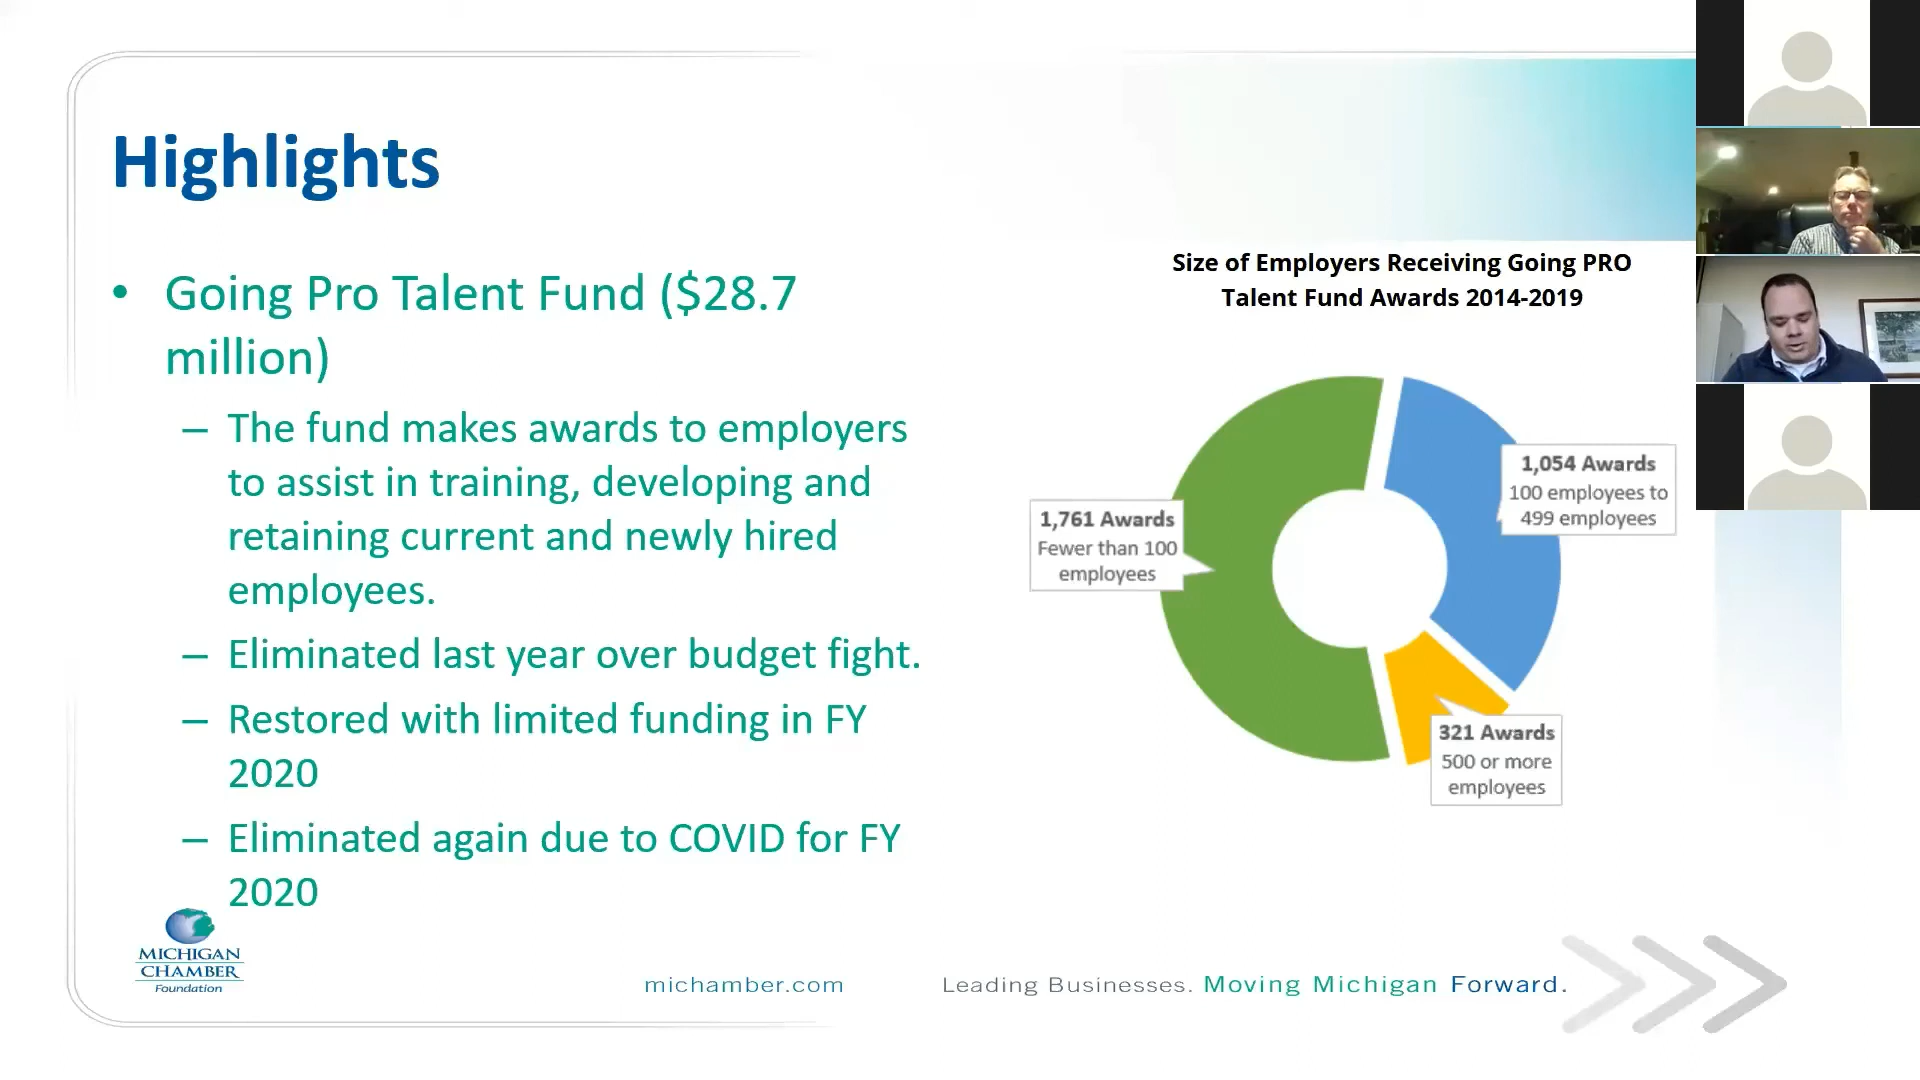 Highlights
• Going Pro Talent Fund ($28.7
million)
– The fund makes awards to employers
to assist in training, developing and
retaining current and newly hired
employees.
– Eliminated last year over budget fight.
– Restored with limited funding in FY
2020
– Eliminated again due to COVID for FY
2020
Size of Employers Receiving Going PRO
Talent Fund Awards 2014-2019
1,054 Awards
100 employees to
499 employees
1,761 Awards
Fewer than 100
employees
321 Awards
500 or more
employees
MICHIGAN
CHAMBER
Foundation
michamber.com
Leading Businesses. Moving Michigan Forward.